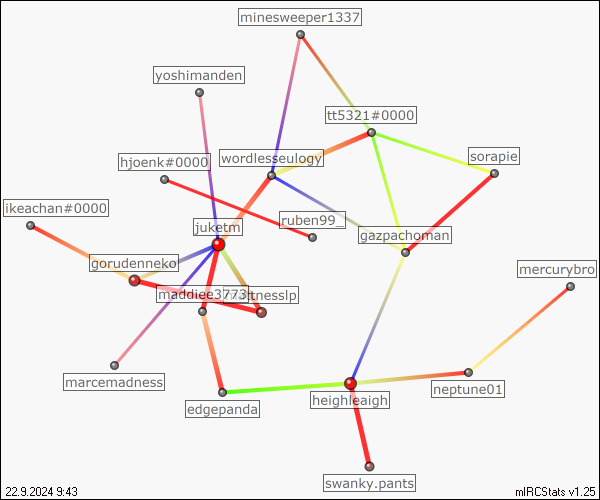 minesweeper1337
yoshimanden
tt5321#0000
hjoenk#0000
wordlesseulogy
sorapie
ikeachan#0000
juketm
ruben99_
gazpachoman
gorudenneko
mercurybro
maddiee3773
tnesslp
marcemadness
neptune01
edgepanda
heighleaigh
swanky.pants
22.9.2024 9:43
mIRCStats v1.25